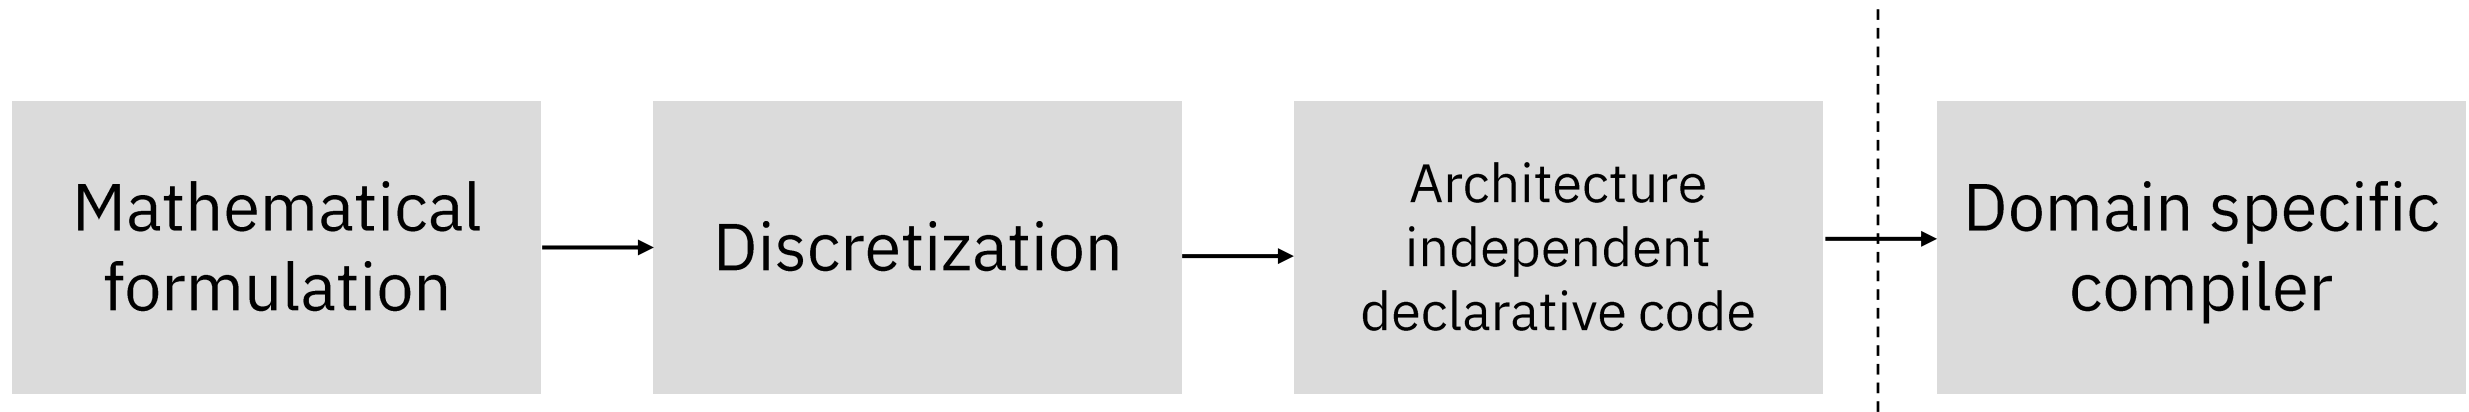 Mathematical
formulation
Discretization
Architecture
independent
declarative code
Domain specific
compiler